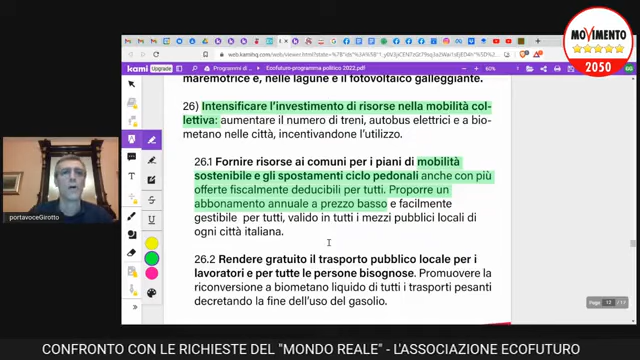 MOVIMENTO
2050
Ecofuturo-programma politico 2022.pdf
kami Upgrade
60%
maremotrice e, nelle lagune e il fotovoltaico galleggiante.
26) Intensificare l'investimento di risorse nella mobilità col-
lettiva: aumentare il numero di treni, autobus elettrici e a bio-
metano nelle città, incentivandone l'utilizzo.
26.1 Fornire risorse ai comuni per i piani di mobilità
sostenibile e gli spostamenti ciclo pedonali anche con più
offerte fiscalmente deducibili per tutti. Proporre un
abbonamento annuale a prezzo basso e facilmente
gestibile per tutti, valido in tutti i mezzi pubblici locali di
ogni città italiana.
26.2 Rendere gratuito il trasporto pubblico locale per i
lavoratori e per tutte le persone bisognose. Promuovere la
riconversione a biometano liquido di tutti i trasporti pesanti
decretando la fine dell'uso del gasolio.
portavoceGirotto
Page 12 / 17
CONFRONTO CON LE RICHIESTE DEL "MONDO REALE" - L'ASSOCIAZIONE ECOFUTURO